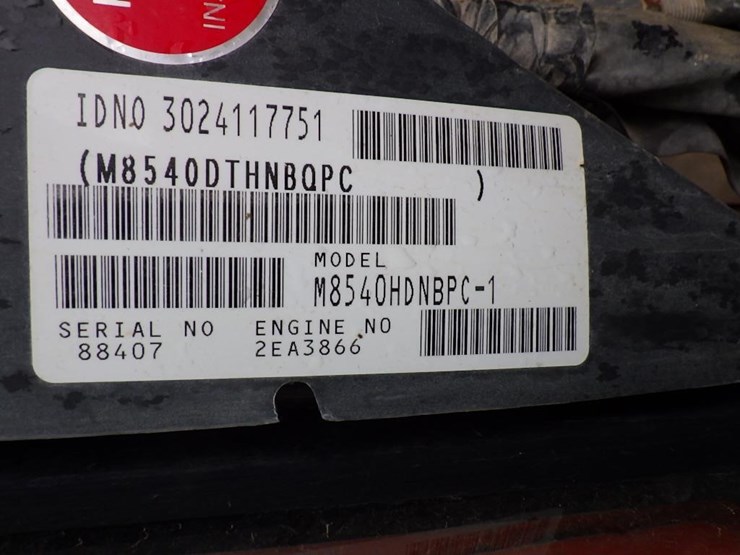 IDNO 3024117751
(M8540DTHNBQPC )
MODEL
M8540HDNBPC-1
SERIAL NO ENGINE NO
88407 2EA3866